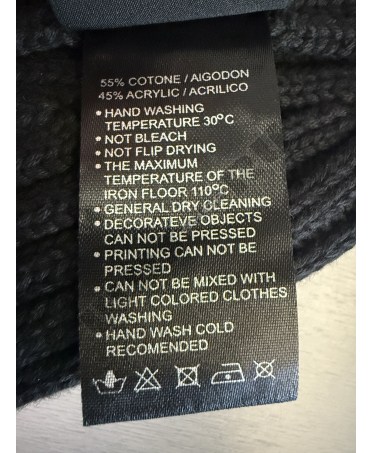 55% COTONE / AIGODON
45% ACRYLIC / ACRILICO
• HAND WASHING
TEMPERATURE 30°C
• NOT BLEACH
• NOT FLIP DRYING
• THE MAXIMUM
TEMPERATURE OF THE
IRON FLOOR 110°C
• GENERAL DRY CLEANING
• DECORATEVE OBJECTS
CAN NOT BE PRESSED
• PRINTING CAN NOT BE
PRESSED
• CAN NOT BE MIXED WITH
LIGHT COLORED CLOTHES
WASHING
• HAND WASH COLD
RECOMENDED